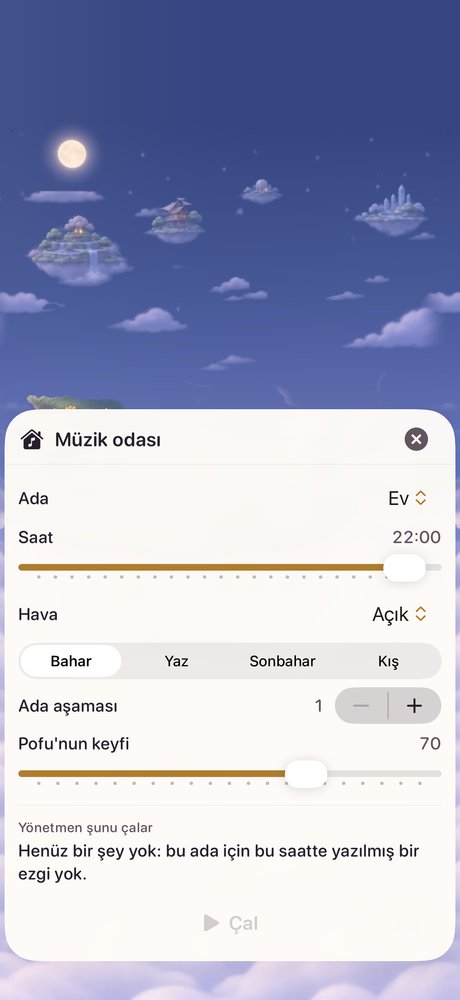 Müzik odası
Ada
Ev
Saat
22:00
Hava
Açık
Bahar
Yaz
Sonbahar
Kış
Ada aşaması
1
Pofu'nun keyfi
70
Yönetmen şunu çalar
Henüz bir şey yok: bu ada için bu saatte yazılmış bir
ezgi yok.
Çal